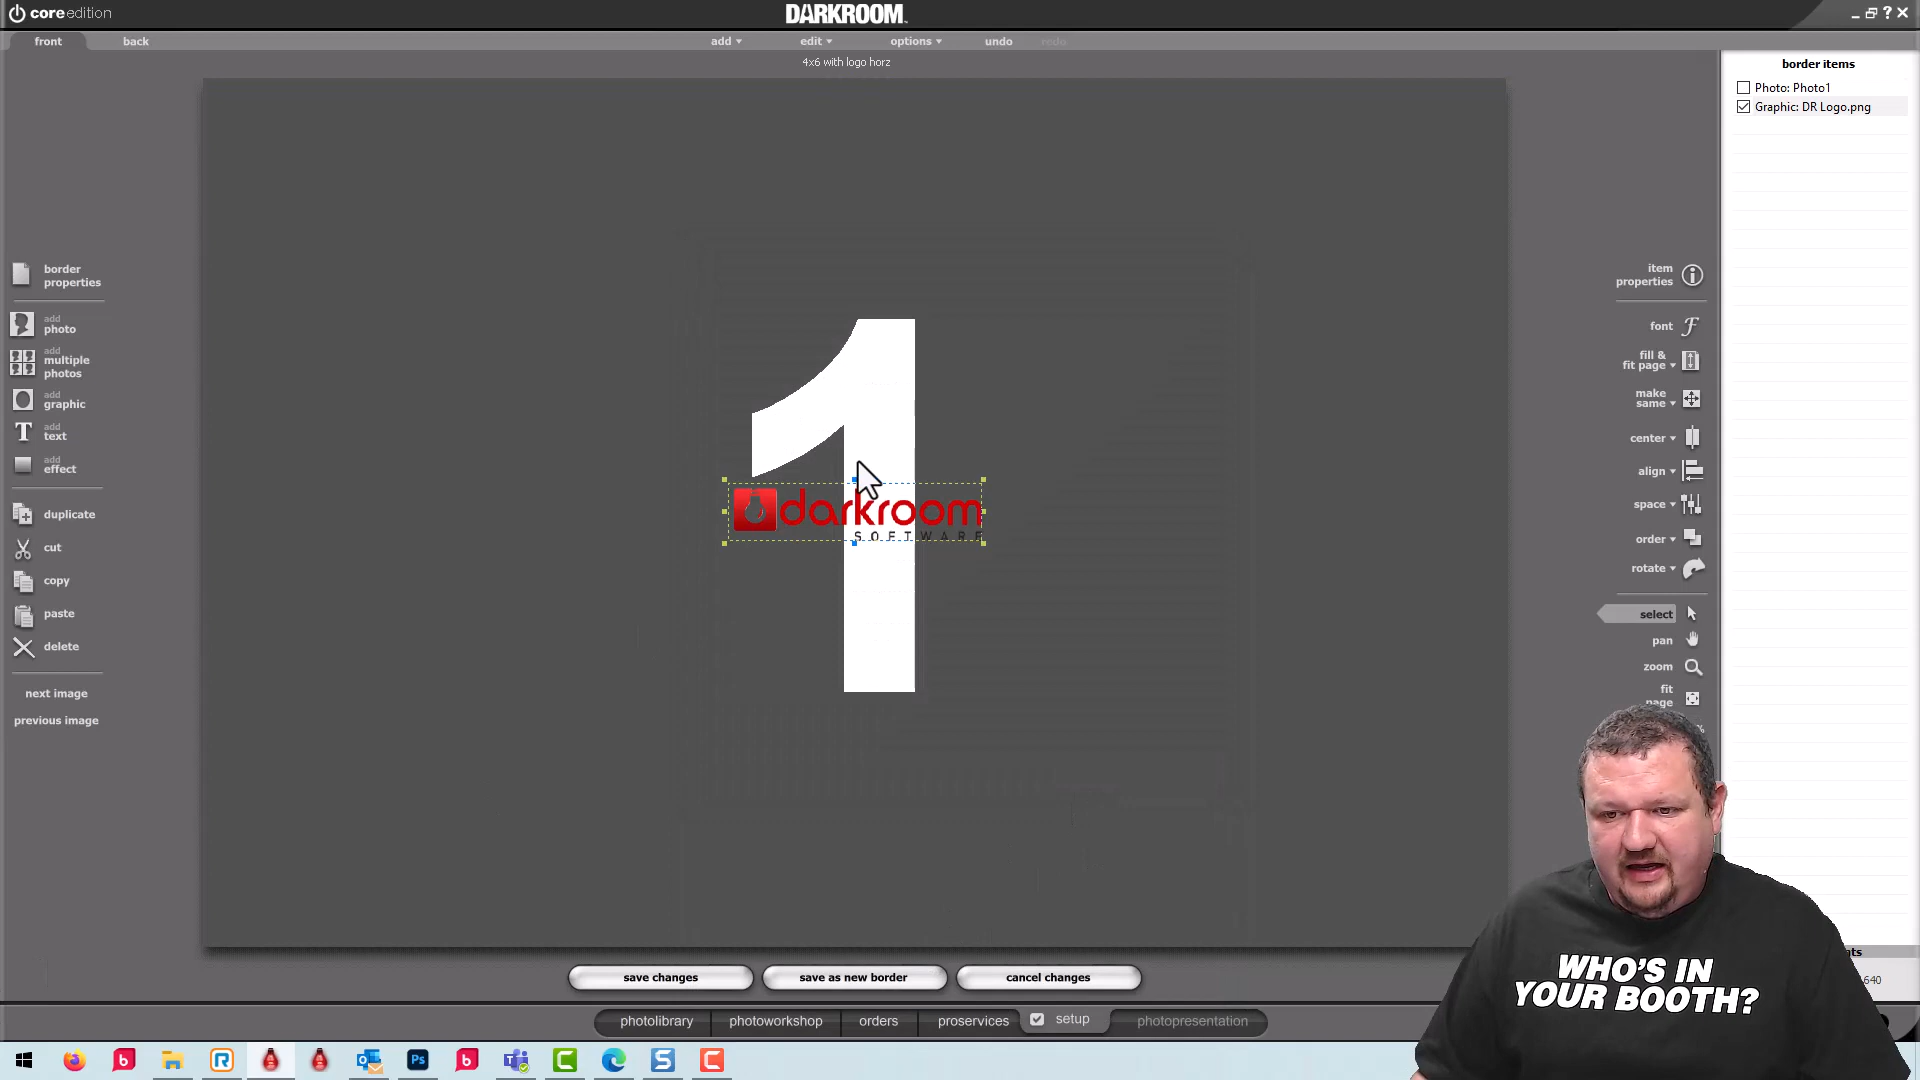 coreedition
DARKROOM
front
back
add
edit
options
undo
redo
4x6 with logo horz
border items
Photo: Photo1
Graphic: DR Logo.png
border
properties
add
photo
add
multiple
photos
add
graphic
T
add
text
add
effect
duplicate
cut
copy
paste
delete
next image
previous image
1
darkroom
SOFTWARE
item
properties
font
fill &
fit page
make
same
center
align
space
order
rotate
select
pan
zoom
fit
page
save changes
save as new border
cancel changes
640
photolibrary
photoworkshop
orders
proservices
setup
photopresentation
WHO'S IN
YOUR BOOTH?